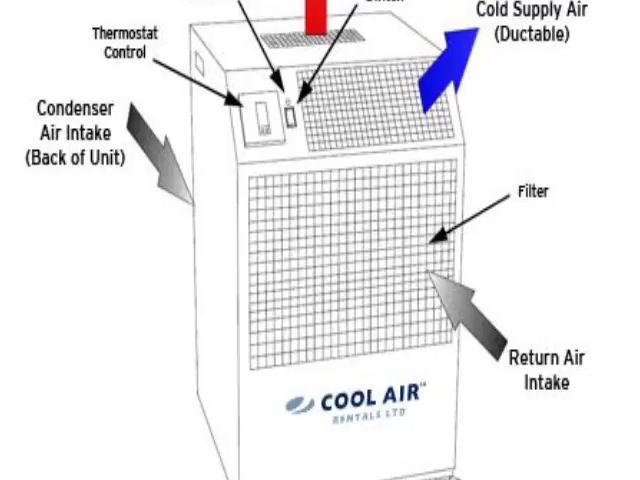 Cold Supply Air
(Ductable)
Thermostat
Control
Condenser
Air Intake
(Back of Unit)
Filter
Return Air
Intake
COOL AIR™
RENTALS LTD